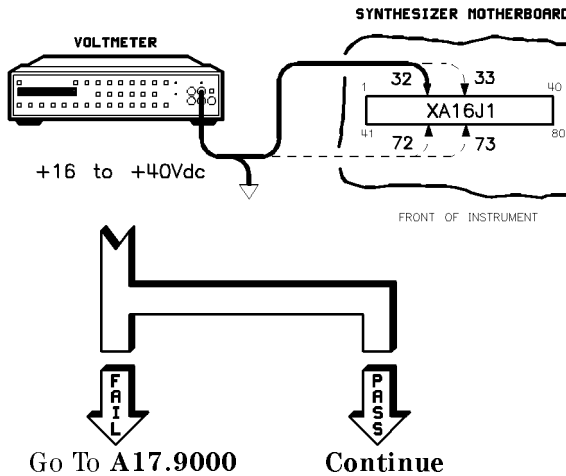 SYNTHESIZER MOTHERBOARD
VOLTMETER
32 33
1 40
XA16J1
41 80
72 73
+16 to +40Vdc
FRONT OF INSTRUMENT
FAIL
PASS
Go To A17.9000
Continue